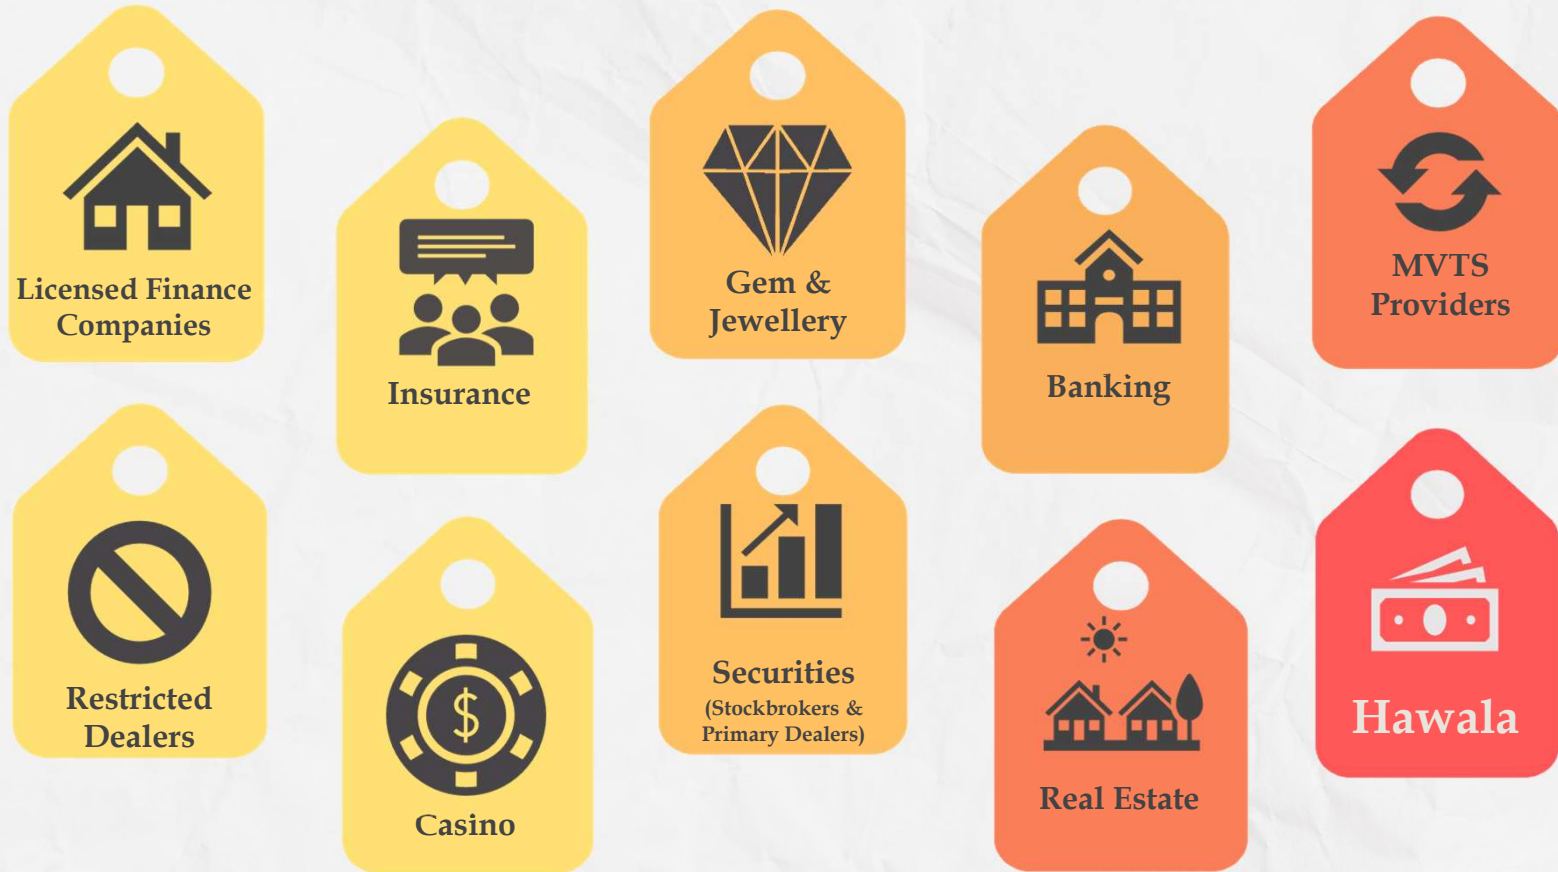 Licensed Finance
Companies
Insurance
Gem &
Jewellery
Banking
MVTS
Providers
Restricted
Dealers
$
Casino
Securities
(Stockbrokers &
Primary Dealers)
Real Estate
Hawala